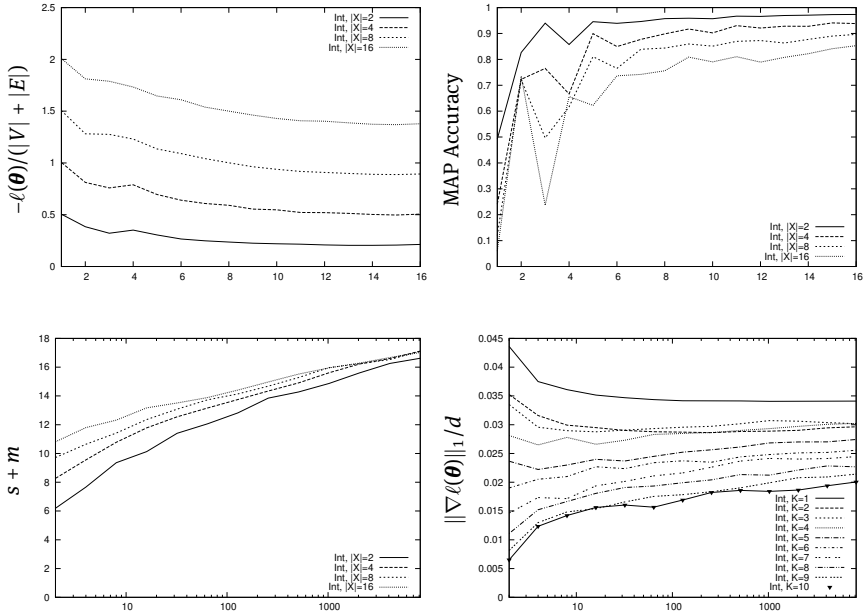 -ℓ(θ)/(|V| + |E|)
2.5
2
1.5
1
0.5
0
2 4 6 8 10 12 14 16
Int, |X|=2
Int, |X|=4
Int, |X|=8
Int, |X|=16
MAP Accuracy
1
0.9
0.8
0.7
0.6
0.5
0.4
0.3
0.2
0.1
0
2 4 6 8 10 12 14 16
Int, |X|=2
Int, |X|=4
Int, |X|=8
Int, |X|=16
s + m
18
16
14
12
10
8
6
4
2
0
10 100 1000
Int, |X|=2
Int, |X|=4
Int, |X|=8
Int, |X|=16
||∇ℓ(θ)||₁/d
0.045
0.04
0.035
0.03
0.025
0.02
0.015
0.01
0.005
0
10 100 1000
Int, K=1
Int, K=2
Int, K=3
Int, K=4
Int, K=5
Int, K=6
Int, K=7
Int, K=8
Int, K=9
Int, K=10